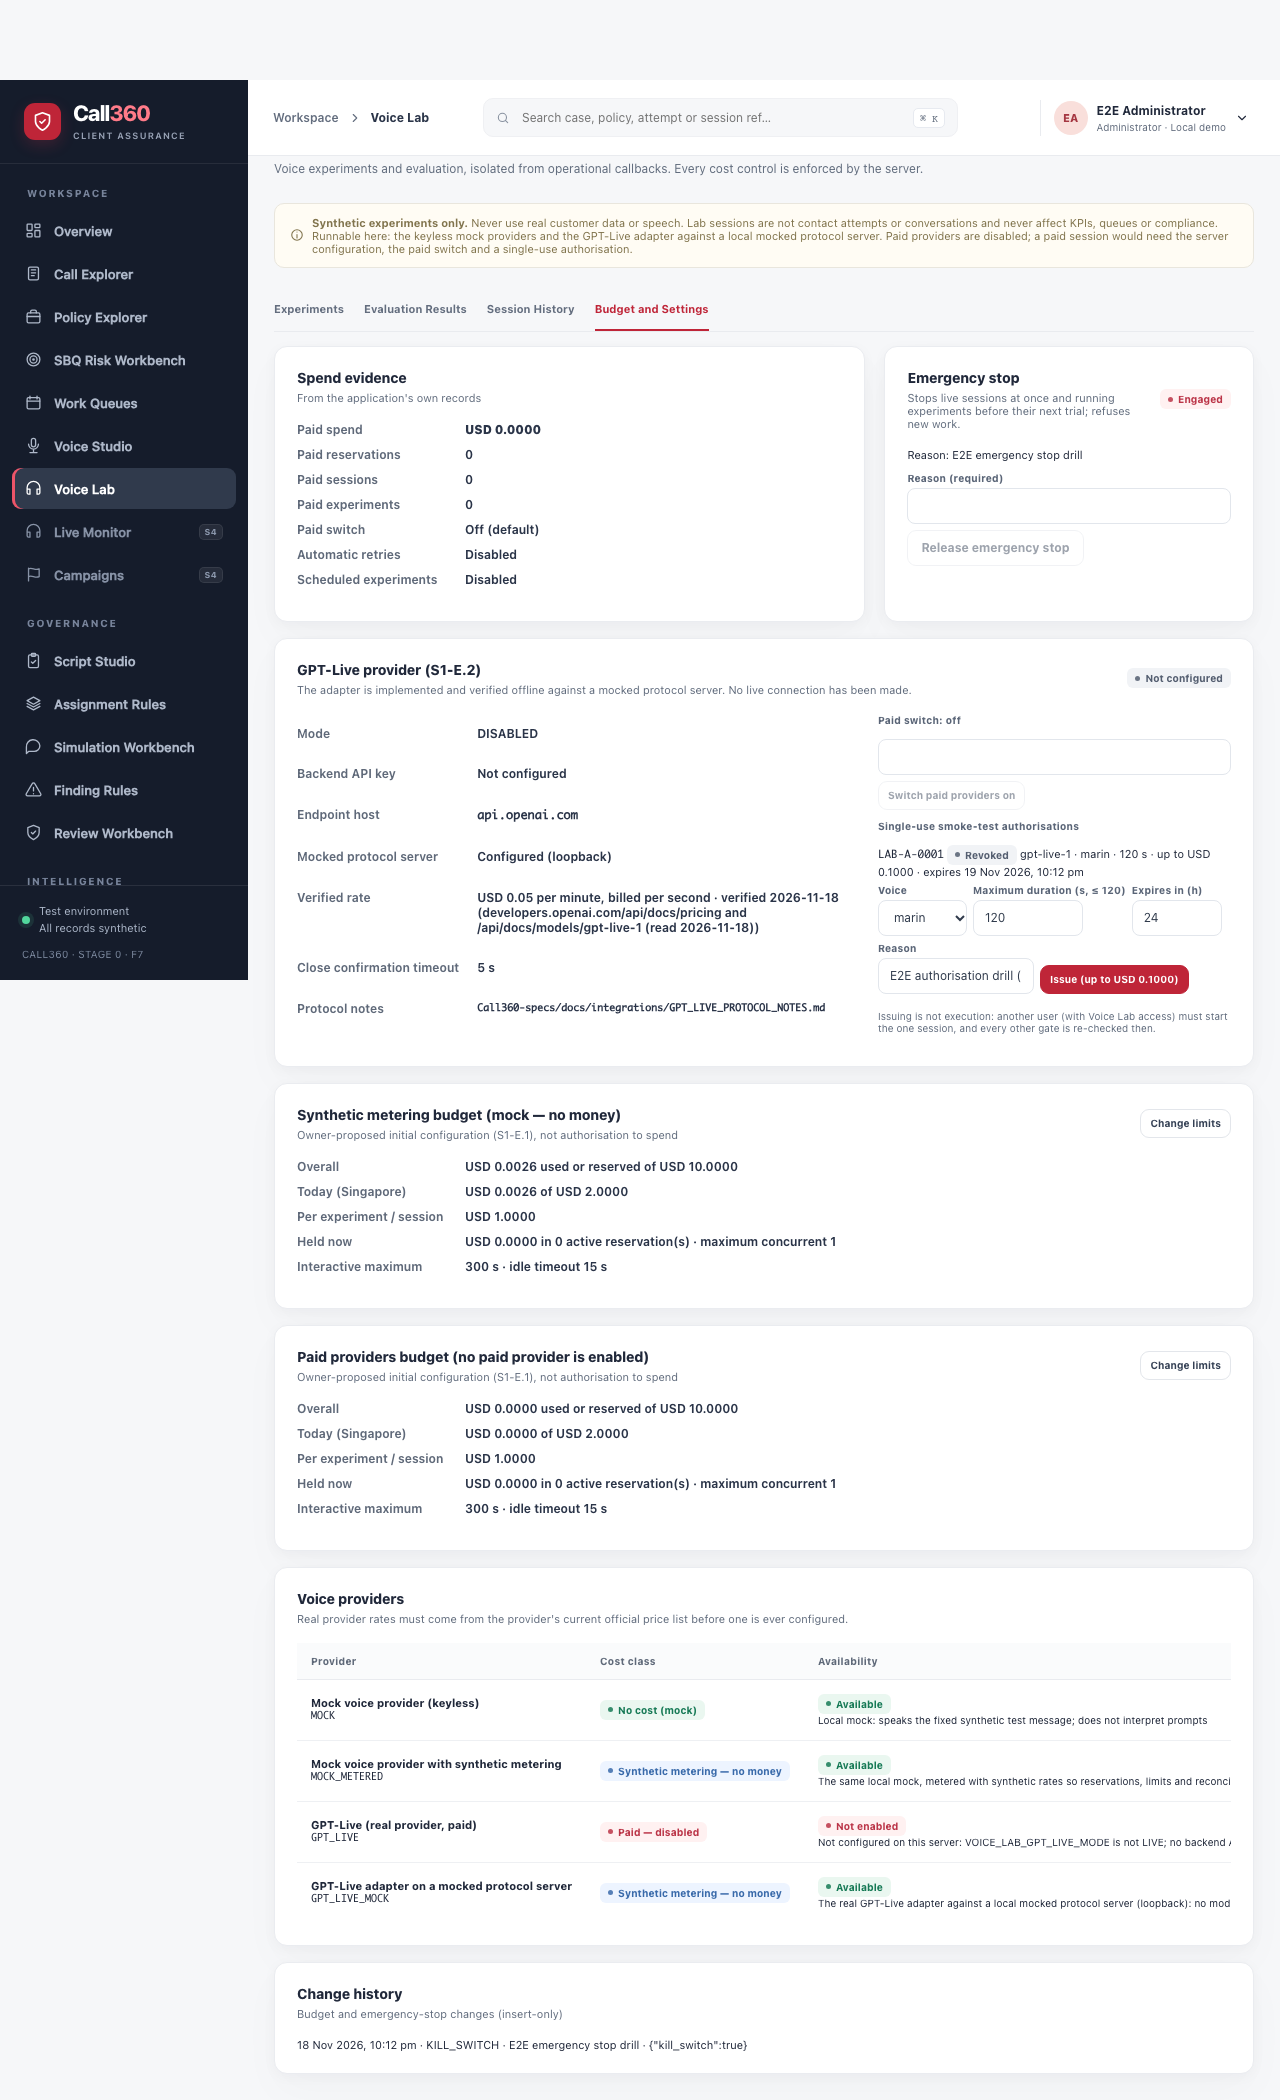 Call360
CLIENT ASSURANCE
WORKSPACE
Overview
Call Explorer
Policy Explorer
SBQ Risk Workbench
Work Queues
Voice Studio
Voice Lab
Live Monitor S4
Campaigns S4
GOVERNANCE
Script Studio
Assignment Rules
Simulation Workbench
Finding Rules
Review Workbench
INTELLIGENCE
Test environment
All records synthetic
CALL360 · STAGE 0 · F7
Workspace > Voice Lab
Search case, policy, attempt or session ref...
⌘ K
EA
E2E Administrator
Administrator · Local demo
Voice experiments and evaluation, isolated from operational callbacks. Every cost control is enforced by the server.
Synthetic experiments only. Never use real customer data or speech. Lab sessions are not contact attempts or conversations and never affect KPIs, queues or compliance.
Runnable here: the keyless mock providers and the GPT-Live adapter against a local mocked protocol server. Paid providers are disabled; a paid session would need the server
configuration, the paid switch and a single-use authorisation.
Experiments Evaluation Results Session History Budget and Settings
Spend evidence
From the application's own records
Paid spend USD 0.0000
Paid reservations 0
Paid sessions 0
Paid experiments 0
Paid switch Off (default)
Automatic retries Disabled
Scheduled experiments Disabled
Emergency stop
Stops live sessions at once and running
experiments before their next trial; refuses
new work.
Engaged
Reason: E2E emergency stop drill
Reason (required)
Release emergency stop
GPT-Live provider (S1-E.2)
The adapter is implemented and verified offline against a mocked protocol server. No live connection has been made.
Not configured
Mode DISABLED
Backend API key Not configured
Endpoint host api.openai.com
Mocked protocol server Configured (loopback)
Verified rate USD 0.05 per minute, billed per second · verified 2026-11-18
(developers.openai.com/api/docs/pricing and
/api/docs/models/gpt-live-1 (read 2026-11-18))
Close confirmation timeout 5 s
Protocol notes Call360-specs/docs/integrations/GPT_LIVE_PROTOCOL_NOTES.md
Paid switch: off
Switch paid providers on
Single-use smoke-test authorisations
LAB-A-0001 Revoked gpt-live-1 · marin · 120 s · up to USD
0.1000 · expires 19 Nov 2026, 10:12 pm
Voice Maximum duration (s, ≤ 120) Expires in (h)
marin 120 24
Reason
E2E authorisation drill (
Issue (up to USD 0.1000)
Issuing is not execution: another user (with Voice Lab access) must start
the one session, and every other gate is re-checked then.
Synthetic metering budget (mock — no money)
Owner-proposed initial configuration (S1-E.1), not authorisation to spend
Change limits
Overall USD 0.0026 used or reserved of USD 10.0000
Today (Singapore) USD 0.0026 of USD 2.0000
Per experiment / session USD 1.0000
Held now USD 0.0000 in 0 active reservation(s) · maximum concurrent 1
Interactive maximum 300 s · idle timeout 15 s
Paid providers budget (no paid provider is enabled)
Owner-proposed initial configuration (S1-E.1), not authorisation to spend
Change limits
Overall USD 0.0000 used or reserved of USD 10.0000
Today (Singapore) USD 0.0000 of USD 2.0000
Per experiment / session USD 1.0000
Held now USD 0.0000 in 0 active reservation(s) · maximum concurrent 1
Interactive maximum 300 s · idle timeout 15 s
Voice providers
Real provider rates must come from the provider's current official price list before one is ever configured.
Provider Cost class Availability
Mock voice provider (keyless)
MOCK
No cost (mock)
Available
Local mock: speaks the fixed synthetic test message; does not interpret prompts
Mock voice provider with synthetic metering
MOCK_METERED
Synthetic metering — no money
Available
The same local mock, metered with synthetic rates so reservations, limits and reconci
GPT-Live (real provider, paid)
GPT_LIVE
Paid — disabled
Not enabled
Not configured on this server: VOICE_LAB_GPT_LIVE_MODE is not LIVE; no backend
GPT-Live adapter on a mocked protocol server
GPT_LIVE_MOCK
Synthetic metering — no money
Available
The real GPT-Live adapter against a local mocked protocol server (loopback): no mod
Change history
Budget and emergency-stop changes (insert-only)
18 Nov 2026, 10:12 pm · KILL_SWITCH · E2E emergency stop drill · {"kill_switch":true}